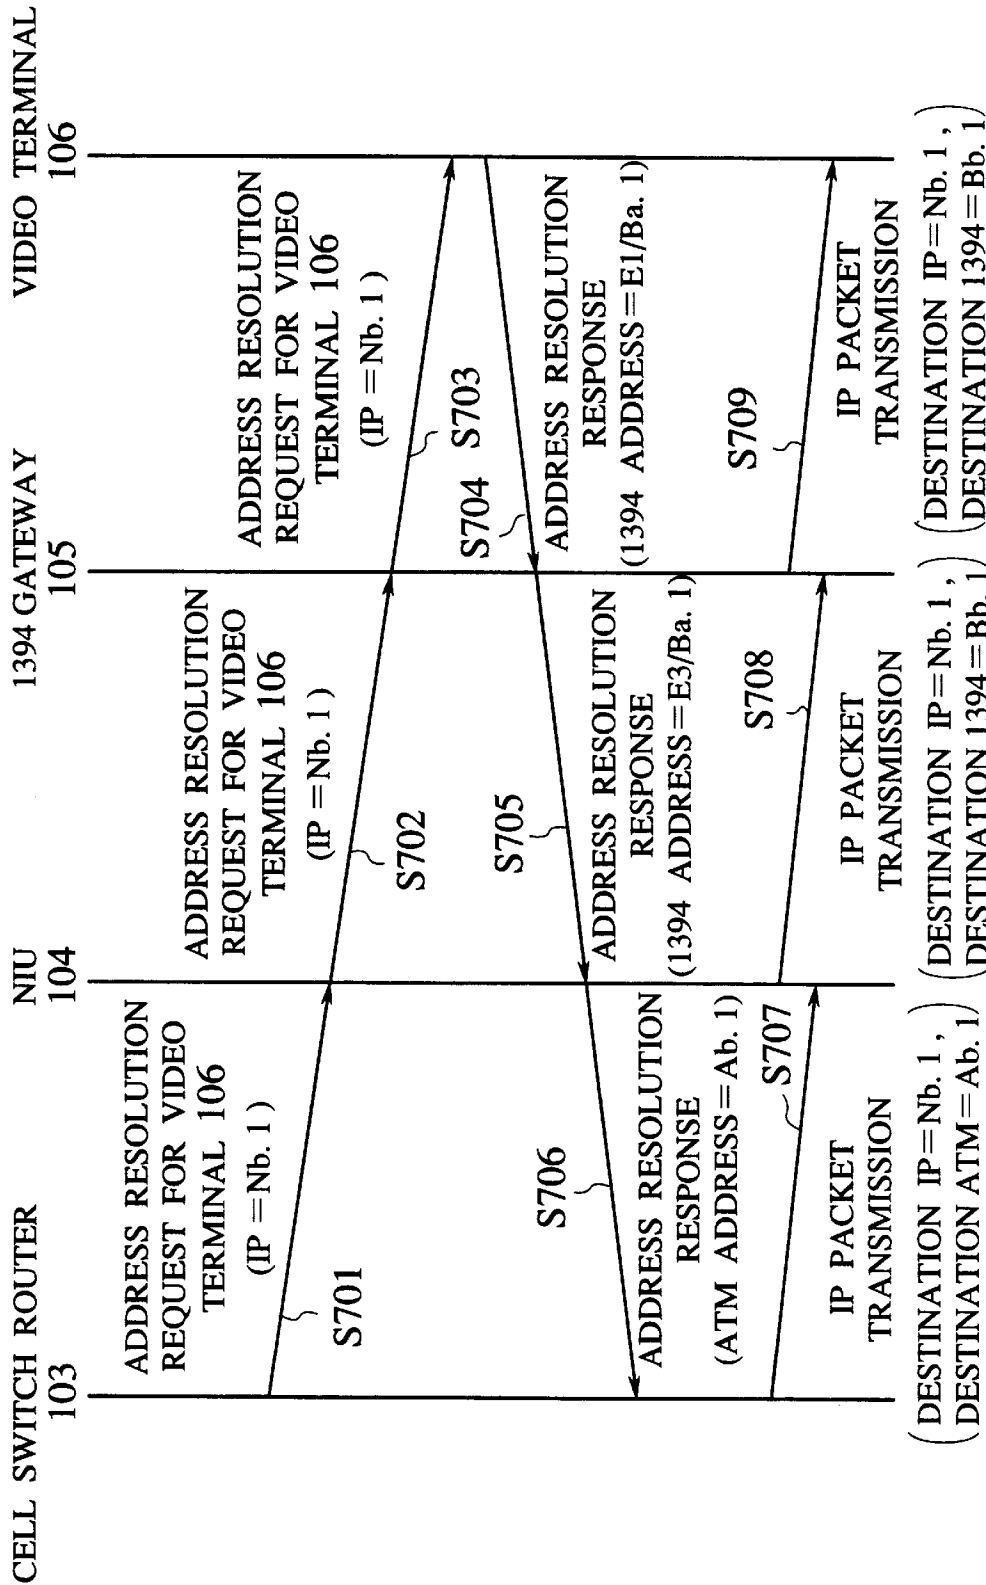 CELL SWITCH ROUTER
103
NIU
104
1394 GATEWAY
105
VIDEO TERMINAL
106
ADDRESS RESOLUTION
REQUEST FOR VIDEO
TERMINAL 106
(IP=Nb. 1)
S701
ADDRESS RESOLUTION
REQUEST FOR VIDEO
TERMINAL 106
(IP=Nb. 1)
S702
ADDRESS RESOLUTION
REQUEST FOR VIDEO
TERMINAL 106
(IP=Nb. 1)
S703
S704
ADDRESS RESOLUTION
RESPONSE
(1394 ADDRESS=E1/Ba. 1)
S705
ADDRESS RESOLUTION
RESPONSE
(1394 ADDRESS=E3/Ba. 1)
S706
ADDRESS RESOLUTION
RESPONSE
(ATM ADDRESS=Ab. 1)
S707
IP PACKET
TRANSMISSION
(DESTINATION IP=Nb. 1,
DESTINATION ATM=Ab. 1)
S708
IP PACKET
TRANSMISSION
(DESTINATION IP=Nb. 1,
DESTINATION 1394=Bb. 1)
S709
IP PACKET
TRANSMISSION
(DESTINATION IP=Nb. 1,
DESTINATION 1394=Bb. 1)